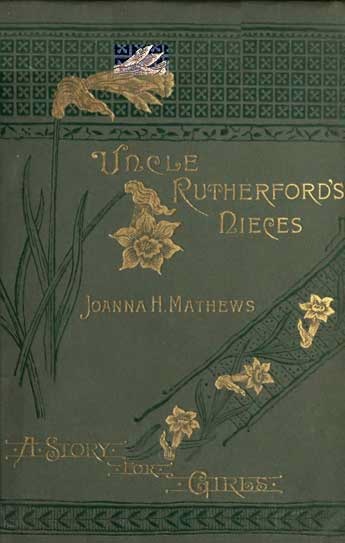 UNCLE
RUTHERFORD'S
NIECES
JOANNA H. MATHEWS
A STORY
FOR
GIRLS